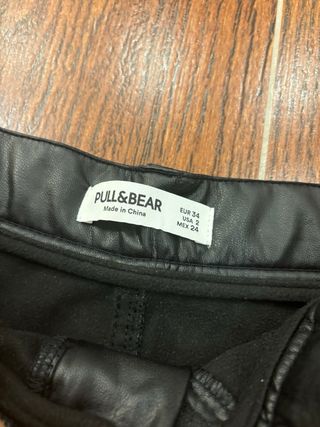 PULL&BEAR
Made in China
EUR 34
USA 2
MEX 24